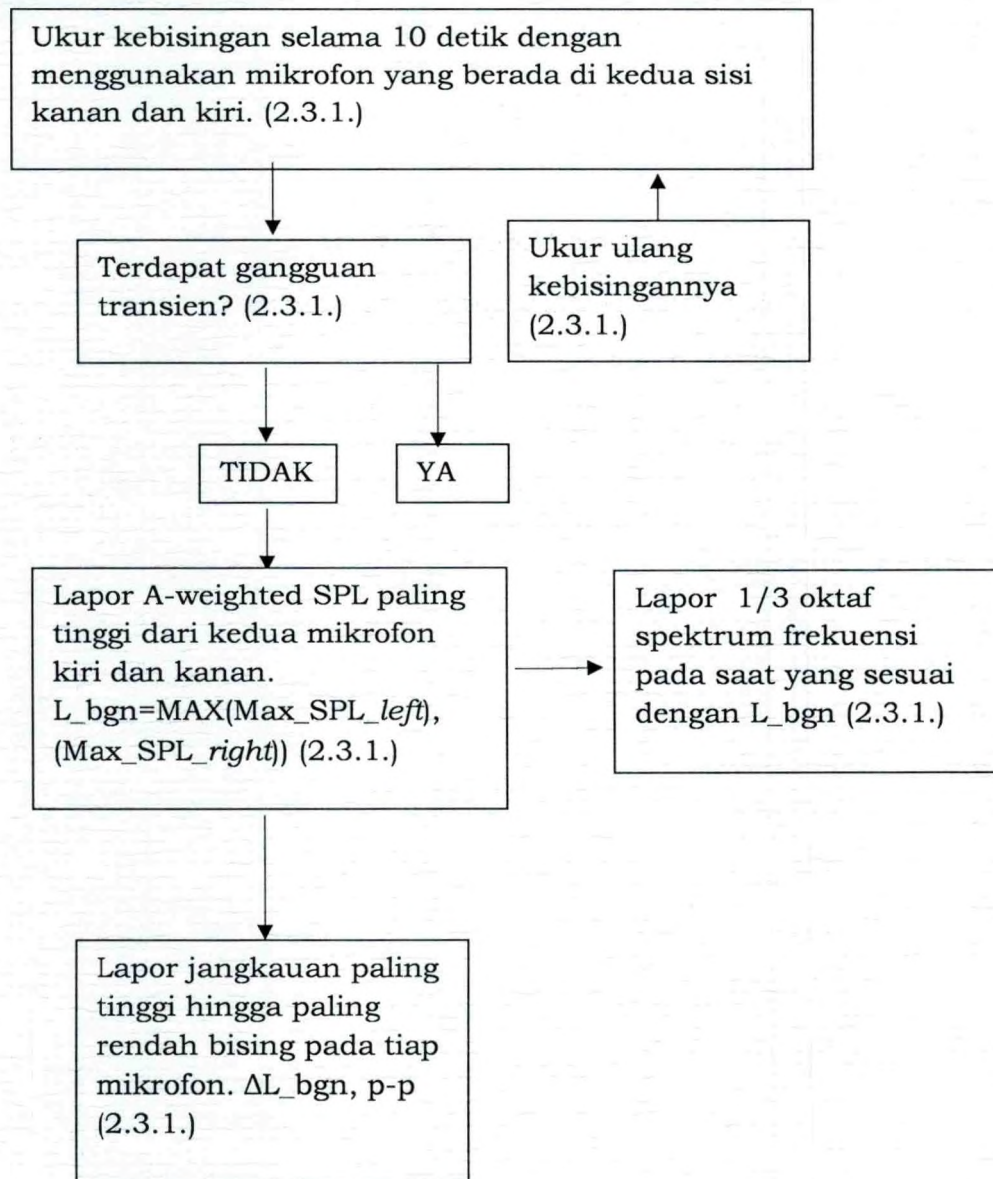 Ukur kebisingan selama 10 detik dengan
menggunakan mikrofon yang berada di kedua sisi
kanan dan kiri. (2.3.1.)
Terdapat gangguan
transien? (2.3.1.)
Ukur ulang
kebisingannya
(2.3.1.)
TIDAK
YA
Lapor A-weighted SPL paling
tinggi dari kedua mikrofon
kiri dan kanan.
L_bgn=MAX(Max_SPL_left),
(Max_SPL_right)) (2.3.1.)
Lapor 1/3 oktaf
spektrum frekuensi
pada saat yang sesuai
dengan L_bgn (2.3.1.)
Lapor jangkauan paling
tinggi hingga paling
rendah bising pada tiap
mikrofon. ΔL_bgn, p-p
(2.3.1.)